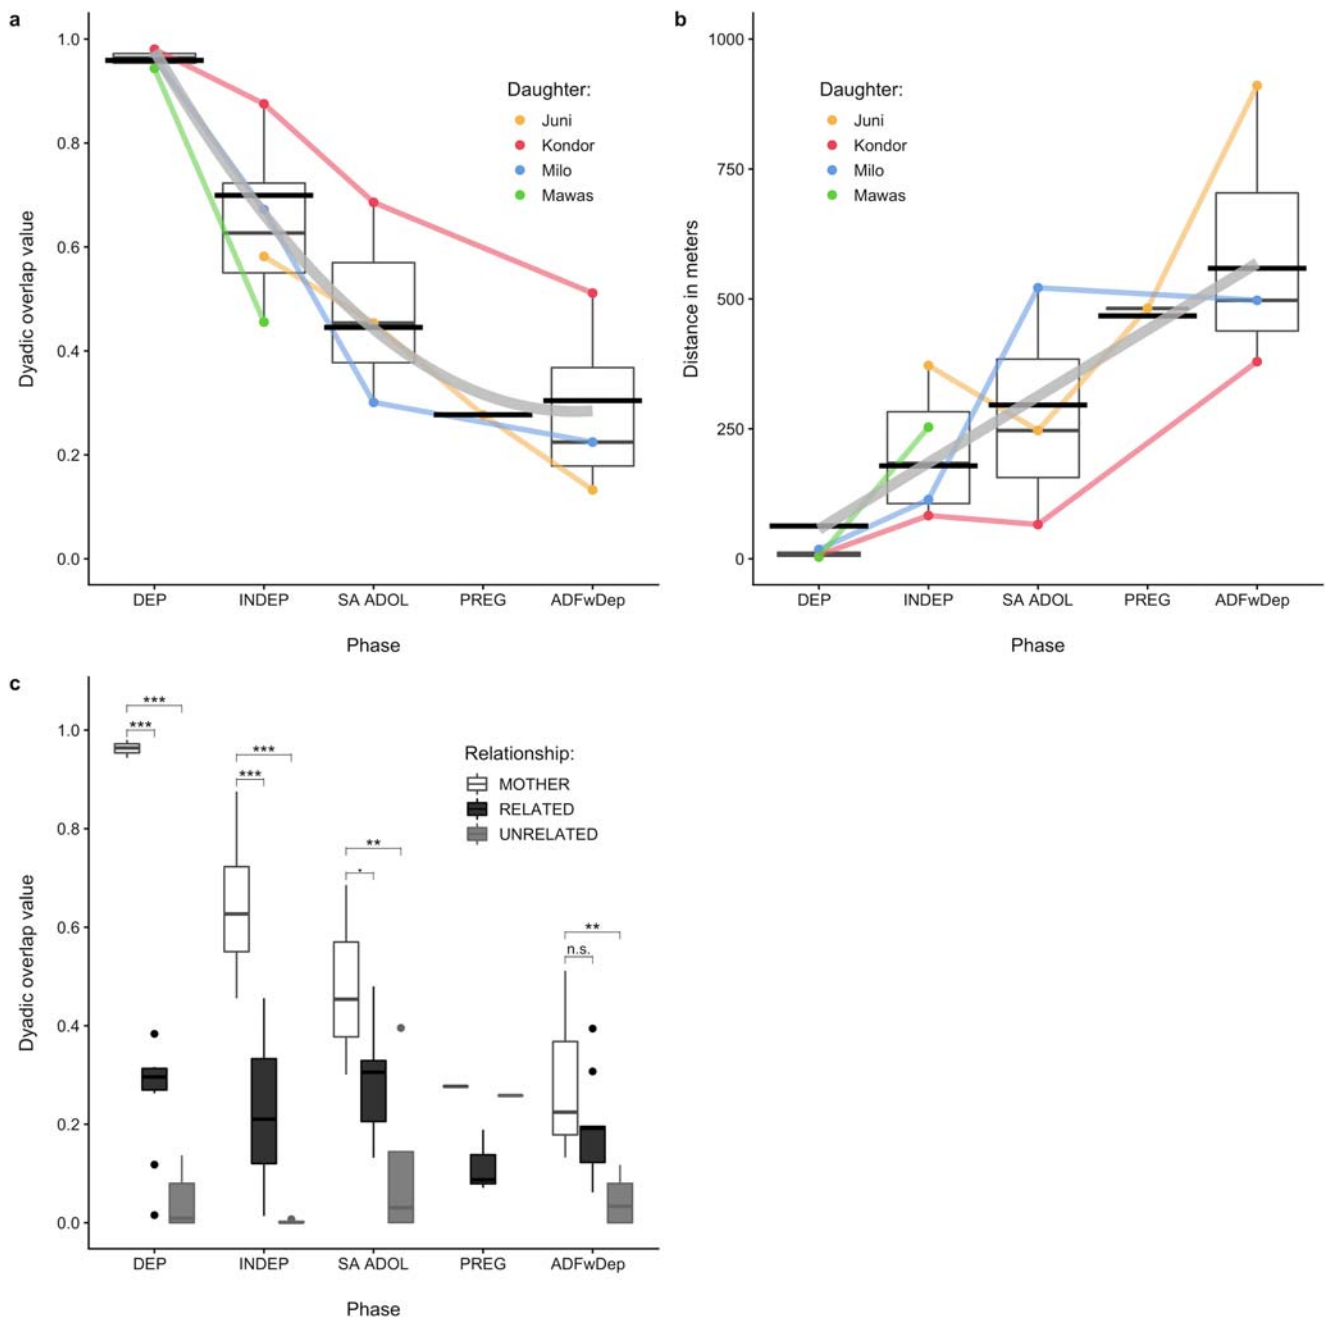 a
1.0
0.8
0.6
0.4
0.2
0.0
Dyadic overlap value
Daughter:
Juni
Kondor
Milo
Mawas
DEP INDEP SA ADOL PREG ADFwDep
Phase
b
1000
750
500
250
0
Distance in meters
Daughter:
Juni
Kondor
Milo
Mawas
DEP INDEP SA ADOL PREG ADFwDep
Phase
c
1.0
0.8
0.6
0.4
0.2
0.0
Dyadic overlap value
***
***
***
***
**
.
**
n.s.
Relationship:
MOTHER
RELATED
UNRELATED
DEP INDEP SA ADOL PREG ADFwDep
Phase